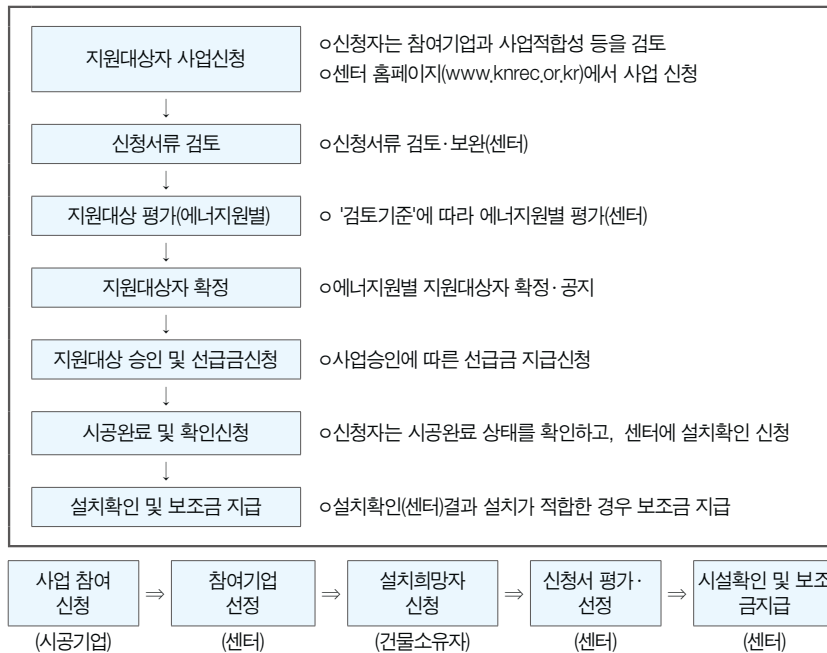 지원대상자 사업신청
ㅇ신청자는 참여기업과 사업적합성 등을 검토
ㅇ센터 홈페이지(www.knrec.or.kr)에서 사업 신청
↓
신청서류 검토
ㅇ신청서류 검토·보완(센터)
↓
지원대상 평가(에너지원별)
ㅇ '검토기준'에 따라 에너지원별 평가(센터)
↓
지원대상자 확정
ㅇ에너지원별 지원대상자 확정·공지
↓
지원대상 승인 및 선급금신청
ㅇ사업승인에 따른 선급금 지급신청
↓
시공완료 및 확인신청
ㅇ신청자는 시공완료 상태를 확인하고, 센터에 설치확인 신청
↓
설치확인 및 보조금 지급
ㅇ설치확인(센터)결과 설치가 적합한 경우 보조금 지급
사업 참여
신청
(시공기업)
⇒
참여기업
선정
(센터)
⇒
설치희망자
신청
(건물소유자)
⇒
신청서 평가·
선정
(센터)
⇒
시설확인 및 보조
금지급
(센터)